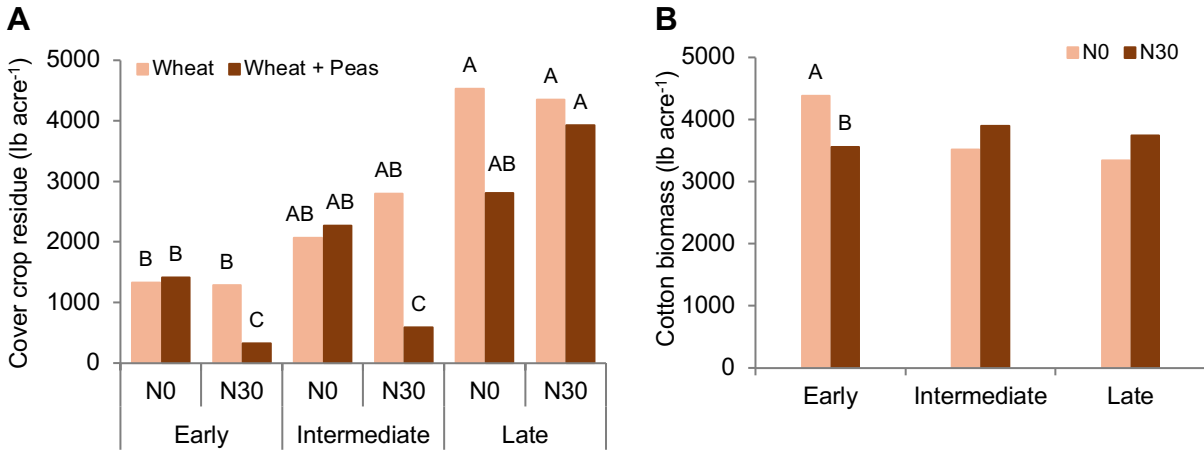 A
Cover crop residue (lb acre-1)
5000
4000
3000
2000
1000
0
Wheat
Wheat + Peas
B
B
B
C
AB
AB
AB
C
A
AB
A
A
N0
N30
N0
N30
N0
N30
Early
Intermediate
Late
B
Cotton biomass (lb acre-1)
5000
4000
3000
2000
1000
0
N0
N30
A
B
Early
Intermediate
Late